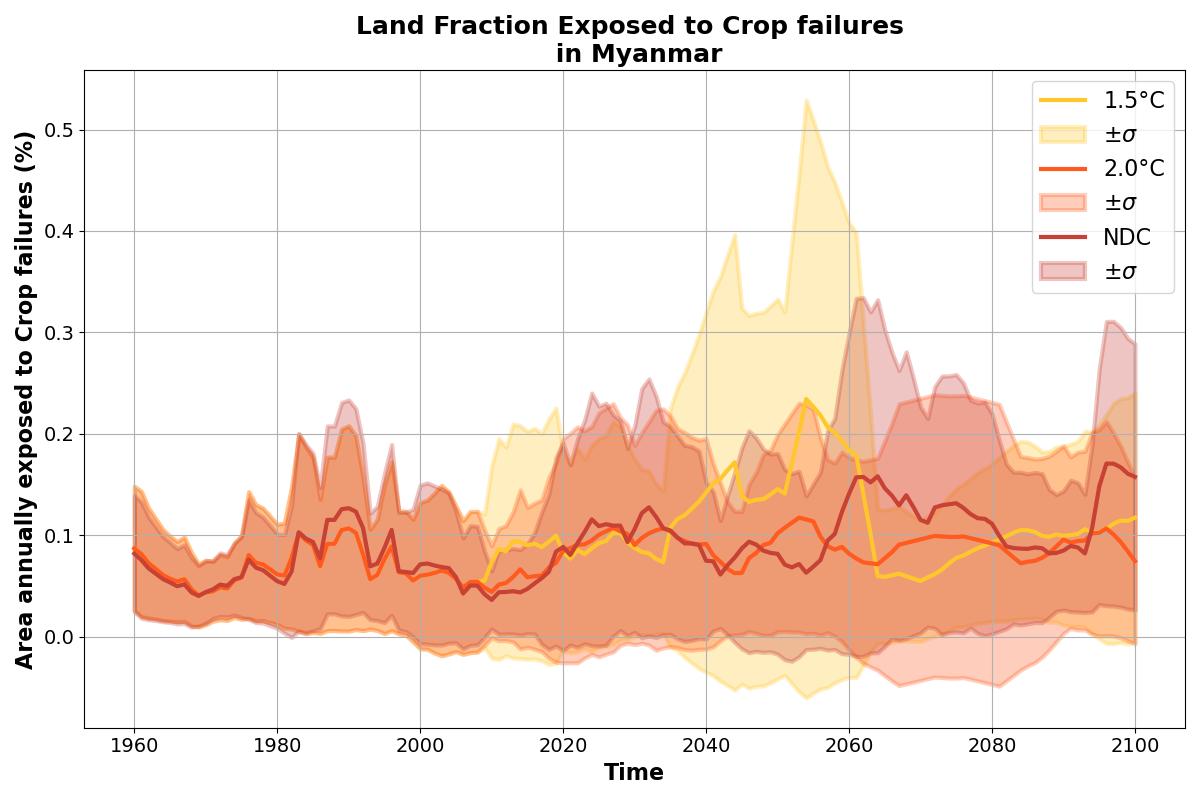 Land Fraction Exposed to Crop failures
in Myanmar
Area annually exposed to Crop failures (%)
0.5
0.4
0.3
0.2
0.1
0.0
1.5°C
±σ
2.0°C
±σ
NDC
±σ
1960 1980 2000 2020 2040 2060 2080 2100
Time